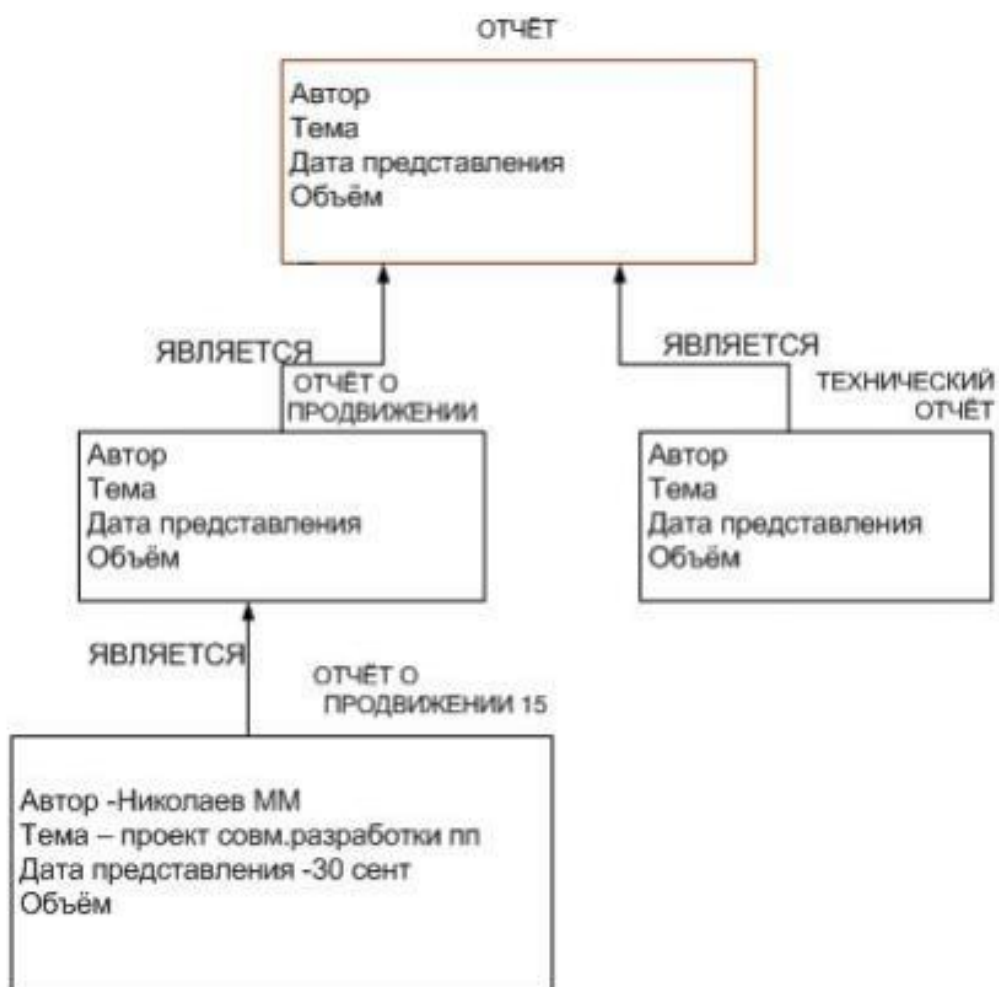 ОТЧЁТ
Автор
Тема
Дата представления
Объём
ЯВЛЯЕТСЯ
ЯВЛЯЕТСЯ
ОТЧЁТ О
ПРОДВИЖЕНИИ
ТЕХНИЧЕСКИЙ
ОТЧЁТ
Автор
Тема
Дата представления
Объём
Автор
Тема
Дата представления
Объём
ЯВЛЯЕТСЯ
ОТЧЁТ О
ПРОДВИЖЕНИИ 15
Автор -Николаев ММ
Тема – проект совм.разработки пп
Дата представления -30 сент
Объём